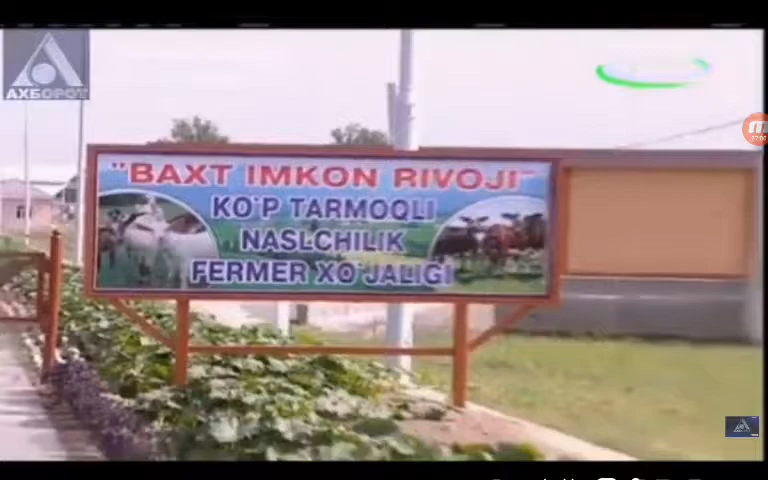 АХБОРОТ
"BAXT IMKON RIVOJI"
KO'P TARMOQLI
NASLCHILIK
FERMER XO'JALIGI